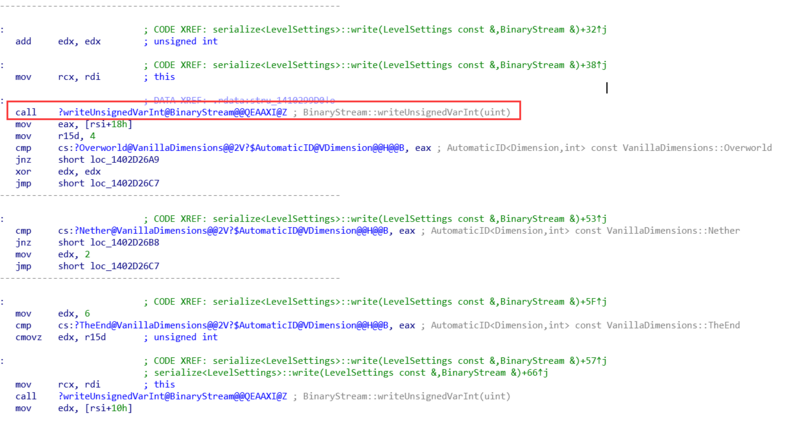 ; CODE XREF: serialize<LevelSettings>::write(LevelSettings const &,BinaryStream &)+32↑j
add edx, edx ; unsigned int
; CODE XREF: serialize<LevelSettings>::write(LevelSettings const &,BinaryStream &)+38↑j
mov rcx, rdi ; this
; DATA XREF: .rdata:stru_1410299D0↓o
call ?writeUnsignedVarInt@BinaryStream@@QEAAXI@Z ; BinaryStream::writeUnsignedVarInt(uint)
mov eax, [rsi+18h]
mov r15d, 4
cmp cs:?Overworld@VanillaDimensions@@2V?$AutomaticID@VDimension@@H@@B, eax ; AutomaticID<Dimension,int> const VanillaDimensions::Overworld
jnz short loc_1402D26A9
xor edx, edx
jmp short loc_1402D26C7
; CODE XREF: serialize<LevelSettings>::write(LevelSettings const &,BinaryStream &)+53↑j
cmp cs:?Nether@VanillaDimensions@@2V?$AutomaticID@VDimension@@H@@B, eax ; AutomaticID<Dimension,int> const VanillaDimensions::Nether
jnz short loc_1402D26B8
mov edx, 2
jmp short loc_1402D26C7
; CODE XREF: serialize<LevelSettings>::write(LevelSettings const &,BinaryStream &)+5F↑j
mov edx, 6
cmp cs:?TheEnd@VanillaDimensions@@2V?$AutomaticID@VDimension@@H@@B, eax ; AutomaticID<Dimension,int> const VanillaDimensions::TheEnd
cmovz edx, r15d ; unsigned int
; CODE XREF: serialize<LevelSettings>::write(LevelSettings const &,BinaryStream &)+57↑j
; serialize<LevelSettings>::write(LevelSettings const &,BinaryStream &)+66↑j
mov rcx, rdi ; this
call ?writeUnsignedVarInt@BinaryStream@@QEAAXI@Z ; BinaryStream::writeUnsignedVarInt(uint)
mov edx, [rsi+10h]